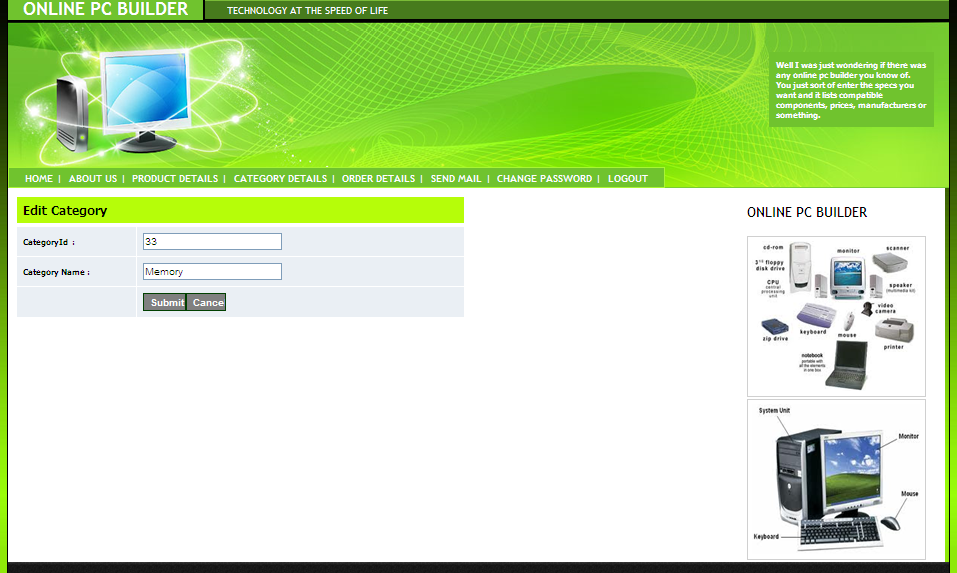 ONLINE PC BUILDER
TECHNOLOGY AT THE SPEED OF LIFE
Well I was just wondering if there was
any online pc builder you know of.
You just sort of enter the specs you
want and it lists compatible
components, prices, manufacturers or
something.
HOME | ABOUT US | PRODUCT DETAILS | CATEGORY DETAILS | ORDER DETAILS | SEND MAIL | CHANGE PASSWORD | LOGOUT
Edit Category
CategoryId :
33
Category Name :
Memory
Submit
Cance
ONLINE PC BUILDER
cd-rom
monitor
scanner
3" floppy
disk drive
CPU
central
processing
unit
speaker
(multimedia kit)
video
camera
zip drive
keyboard
mouse
printer
notebook
portable with
all the elements
in one box
System Unit
Monitor
Mouse
Keyboard